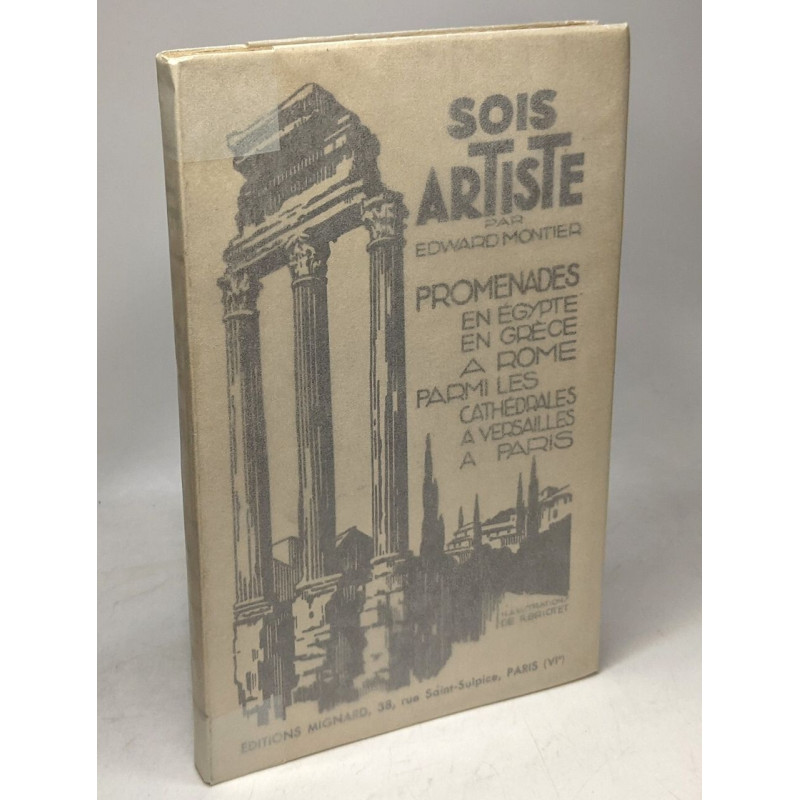 SOIS
ARTISTE
PAR
EDWARD MONTIER
PROMENADES
EN ÉGYPTE
EN GRÈCE
A ROME
PARMI LES
CATHÉDRALES
A VERSAILLES
A PARIS
ILLUSTRATIONS
DE
EDITIONS MIGNARD, 38, rue Saint-Sulpice, PARIS (VIe)